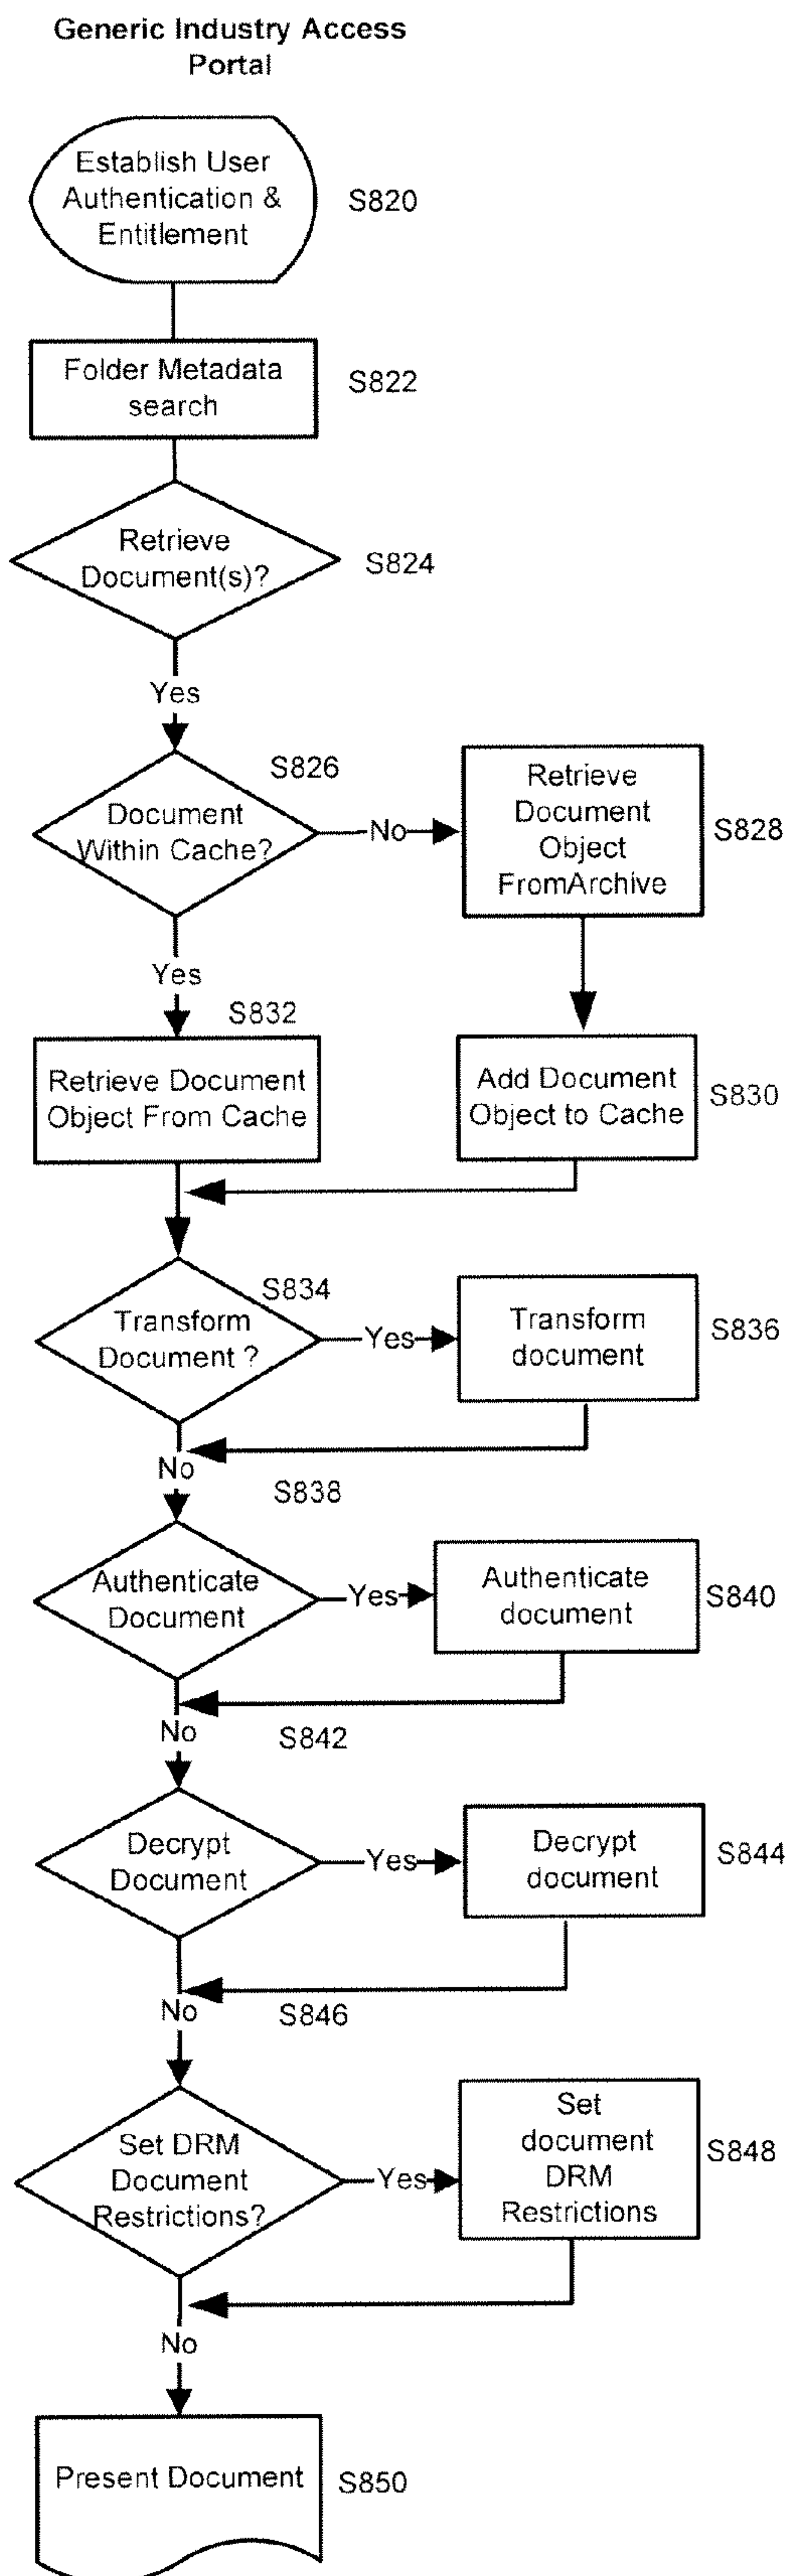 Generic Industry Access
Portal
Establish User
Authentication &
Entitlement
S820
Folder Metadata
search
S822
Retrieve
Document(s)?
S824
Yes
S826
Document
Within Cache?
No
Retrieve
Document
Object
FromArchive
S828
Yes
S832
Retrieve Document
Object From Cache
Add Document
Object to Cache
S830
S834
Transform
Document ?
Yes
Transform
document
S836
No
S838
Authenticate
Document
Yes
Authenticate
document
S840
No
S842
Decrypt
Document
Yes
Decrypt
document
S844
No
S846
Set DRM
Document
Restrictions?
Yes
Set
document
DRM
Restrictions
S848
No
Present Document
S850